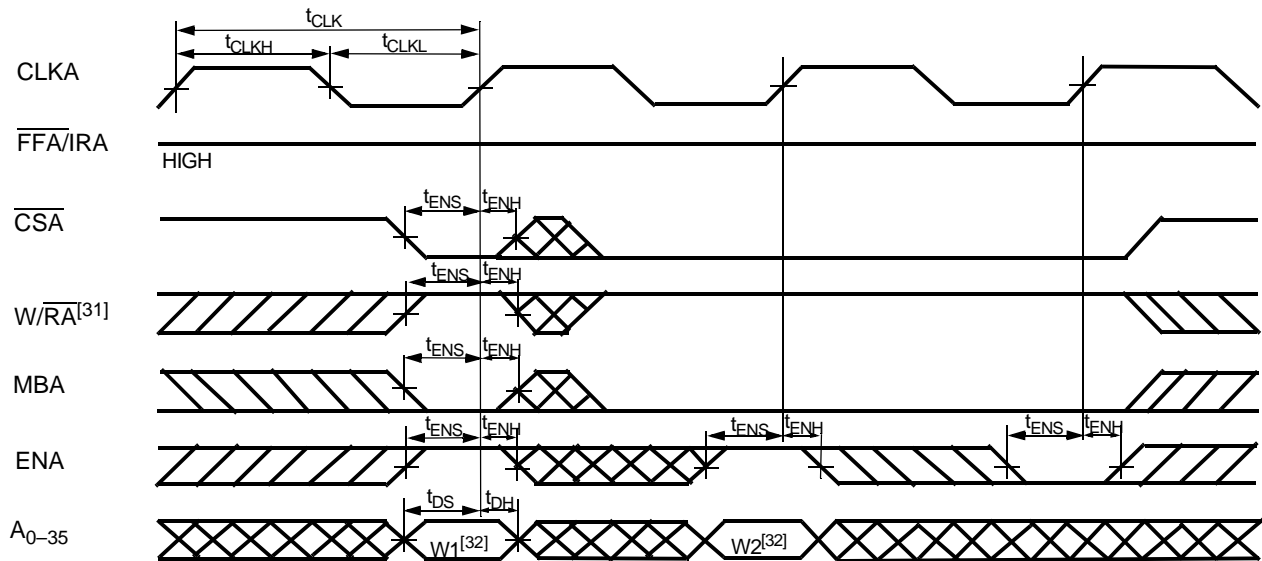 tCLK
tCLKH tCLKL
CLKA
FFA/IRA
HIGH
tENS tENH
CSA
tENS tENH
W/RA[31]
tENS tENH
MBA
tENS tENH tENS tENH tENS tENH
ENA
tDS tDH
A0–35
W1[32] W2[32]